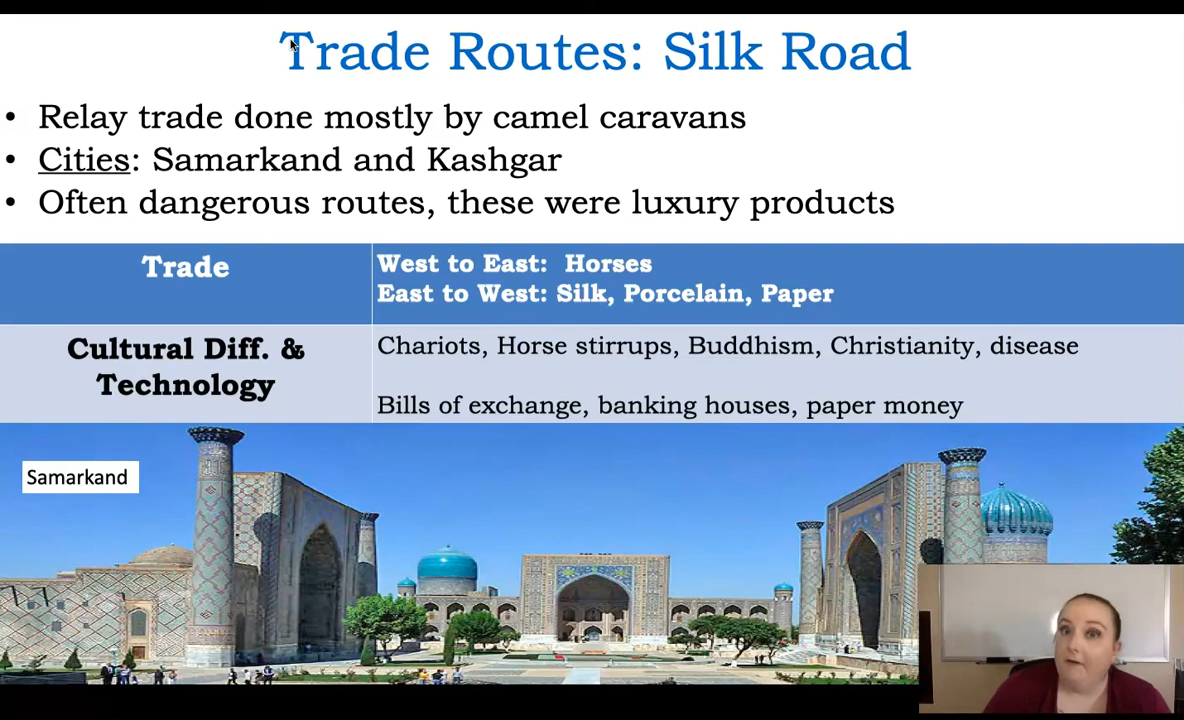 Trade Routes: Silk Road
• Relay trade done mostly by camel caravans
• Cities: Samarkand and Kashgar
• Often dangerous routes, these were luxury products
Trade
West to East:  Horses
East to West: Silk, Porcelain, Paper
Cultural Diff. &
Technology
Chariots, Horse stirrups, Buddhism, Christianity, disease
Bills of exchange, banking houses, paper money
Samarkand